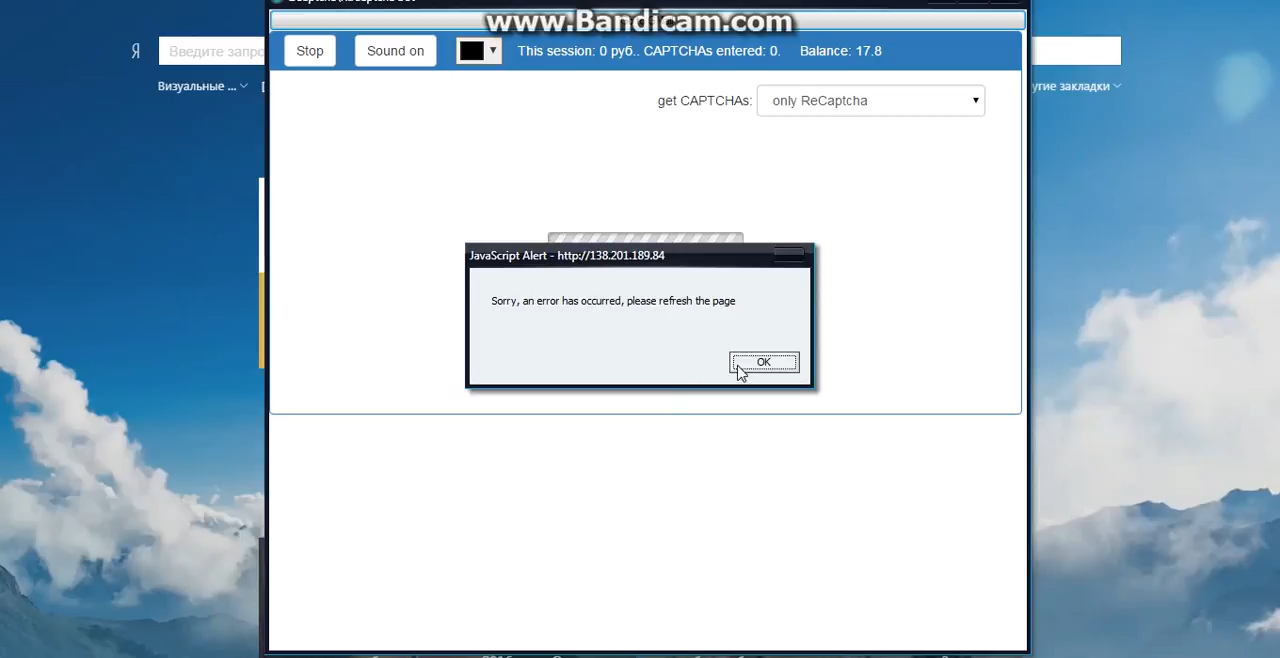 www.Bandicam.com
Stop
Sound on
This session: 0 руб.. CAPTCHAs entered: 0.
Balance: 17.8
Я
Введите запро
Визуальные ...
угие закладки
get CAPTCHAs:
only ReCaptcha
JavaScript Alert - http://138.201.189.84
Sorry, an error has occurred, please refresh the page
OK